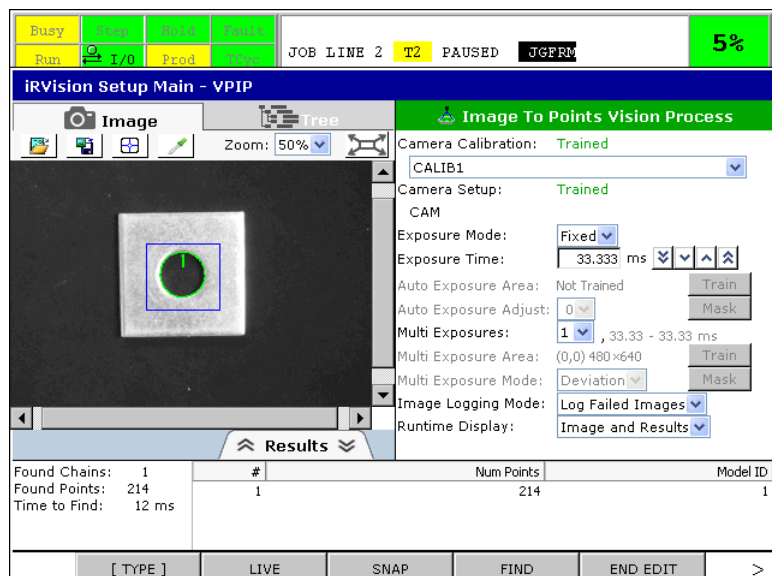 Busy Step Hold Fault
Run I/O Prod TCyc
JOB LINE 2 T2 PAUSED JGFRM
5%
iRVision Setup Main - VPIP
Image Tree
Zoom: 50%
1
Image To Points Vision Process
Camera Calibration: Trained
CALIB1
Camera Setup: Trained
CAM
Exposure Mode: Fixed
Exposure Time: 33.333 ms
Auto Exposure Area: Not Trained Train
Auto Exposure Adjust: 0 Mask
Multi Exposures: 1 , 33.33 - 33.33 ms
Multi Exposure Area: (0,0) 480×640 Train
Multi Exposure Mode: Deviation Mask
Image Logging Mode: Log Failed Images
Runtime Display: Image and Results
Results
Found Chains: 1
Found Points: 214
Time to Find: 12 ms
# Num Points Model ID
1 214 1
[ TYPE ] LIVE SNAP FIND END EDIT >